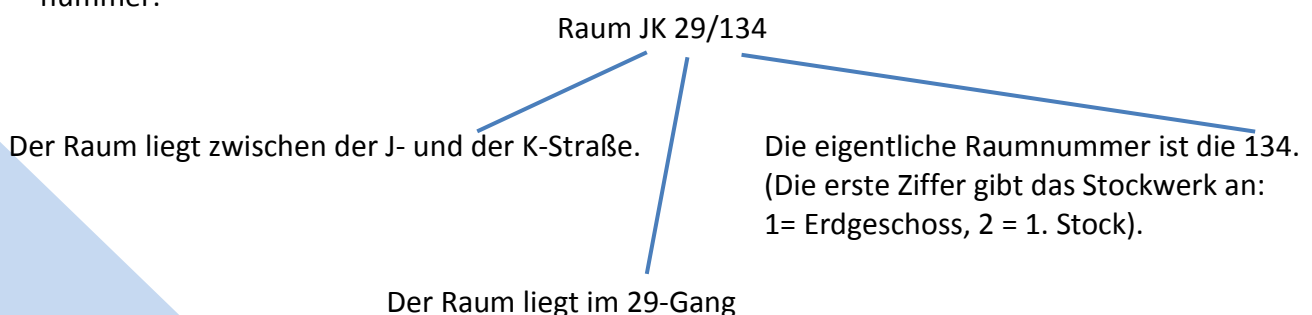 nummer:
Raum JK 29/134
Der Raum liegt zwischen der J- und der K-Straße.
Die eigentliche Raumnummer ist die 134.
(Die erste Ziffer gibt das Stockwerk an:
1= Erdgeschoss, 2 = 1. Stock).
Der Raum liegt im 29-Gang